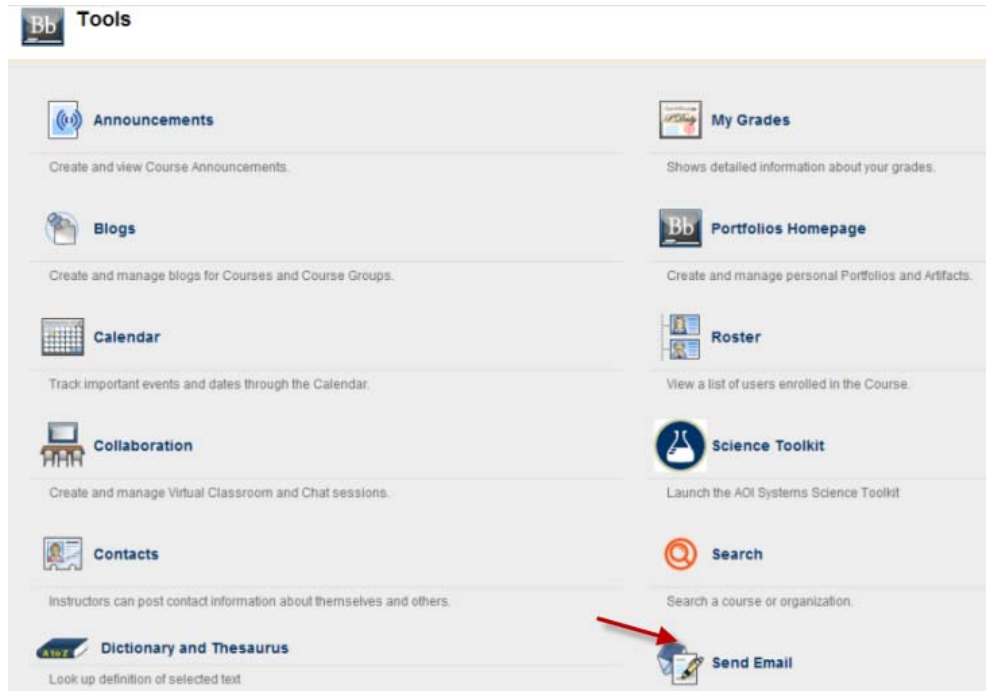 Bb Tools
Announcements
Create and view Course Announcements.
Blogs
Create and manage blogs for Courses and Course Groups.
Calendar
Track important events and dates through the Calendar.
Collaboration
Create and manage Virtual Classroom and Chat sessions.
Contacts
Instructors can post contact information about themselves and others.
A to Z Dictionary and Thesaurus
Look up definition of selected text
My Grades
Shows detailed information about your grades.
Bb Portfolios Homepage
Create and manage personal Portfolios and Artifacts.
Roster
View a list of users enrolled in the Course.
Science Toolkit
Launch the AOI Systems Science Toolkit
Search
Search a course or organization.
Send Email